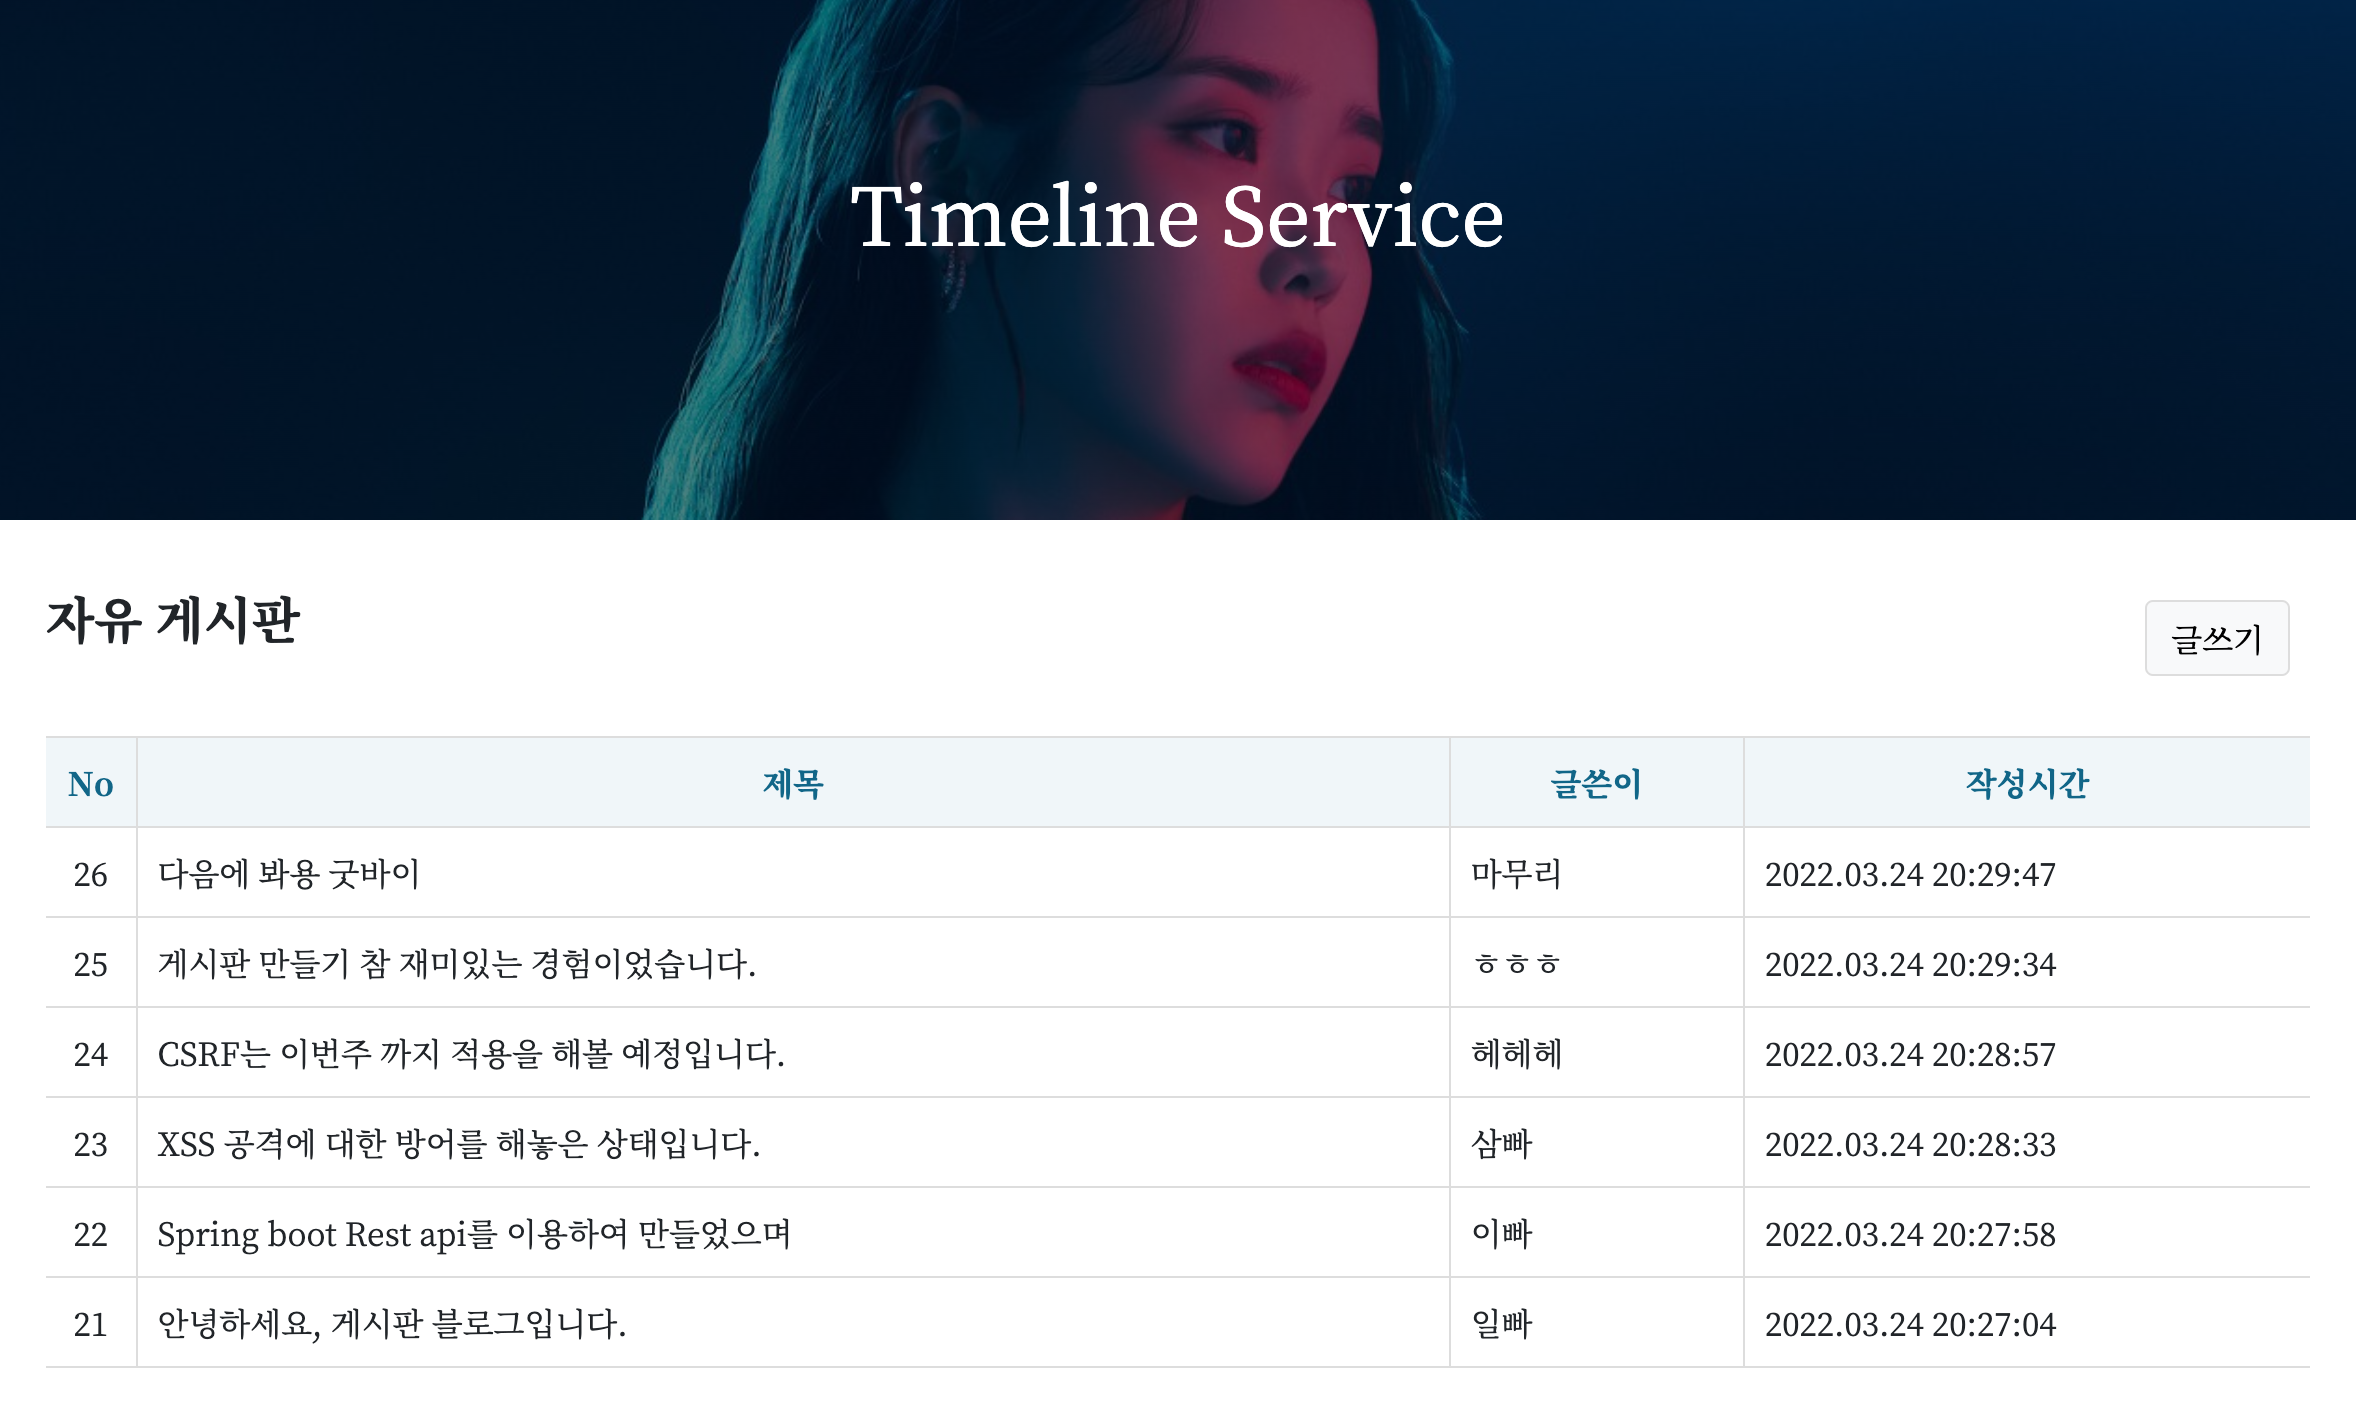 Timeline Service
자유 게시판
글쓰기
No 제목 글쓴이 작성시간
26 다음에 봐용 굿바이 마무리 2022.03.24 20:29:47
25 게시판 만들기 참 재미있는 경험이었습니다. ㅎㅎㅎ 2022.03.24 20:29:34
24 CSRF는 이번주 까지 적용을 해볼 예정입니다. 헤헤헤 2022.03.24 20:28:57
23 XSS 공격에 대한 방어를 해놓은 상태입니다. 삼빠 2022.03.24 20:28:33
22 Spring boot Rest api를 이용하여 만들었으며 이빠 2022.03.24 20:27:58
21 안녕하세요, 게시판 블로그입니다. 일빠 2022.03.24 20:27:04